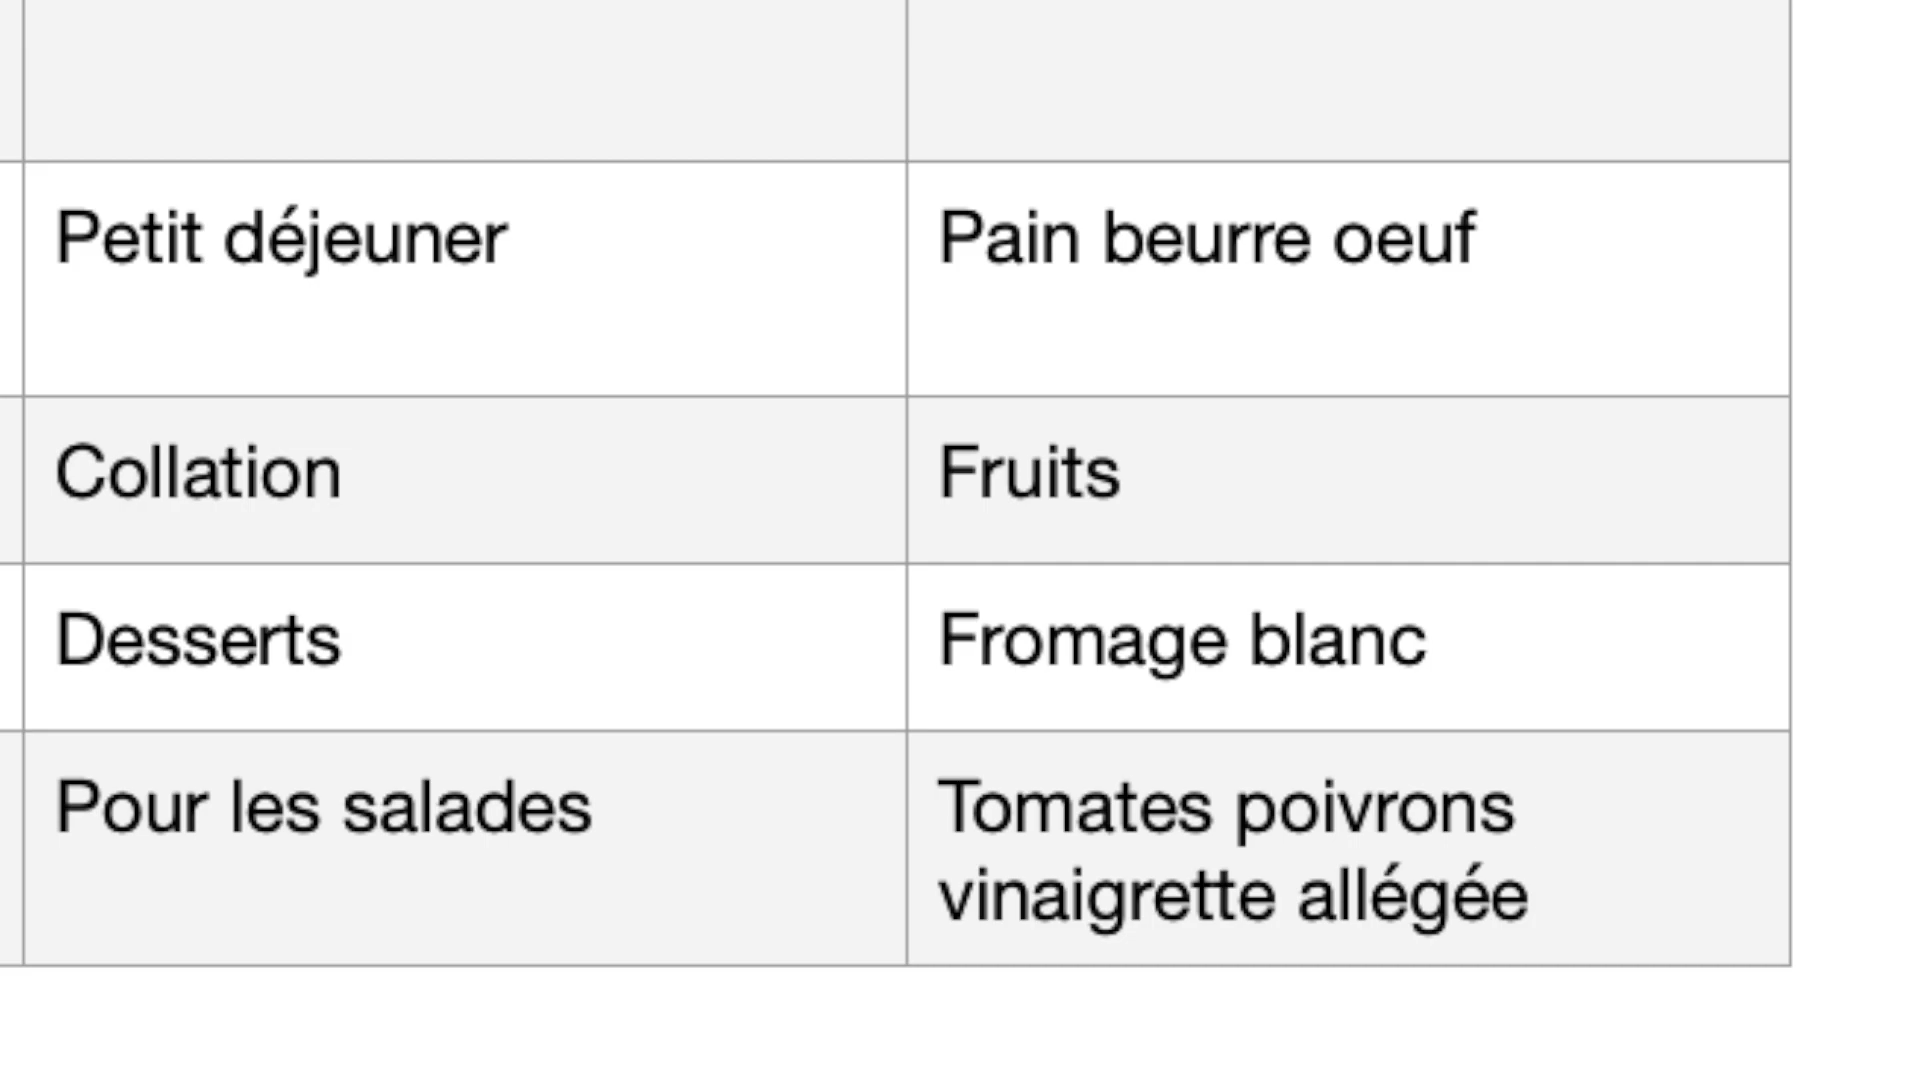 Petit déjeuner
Pain beurre oeuf
Collation
Fruits
Desserts
Fromage blanc
Pour les salades
Tomates poivrons
vinaigrette allégée